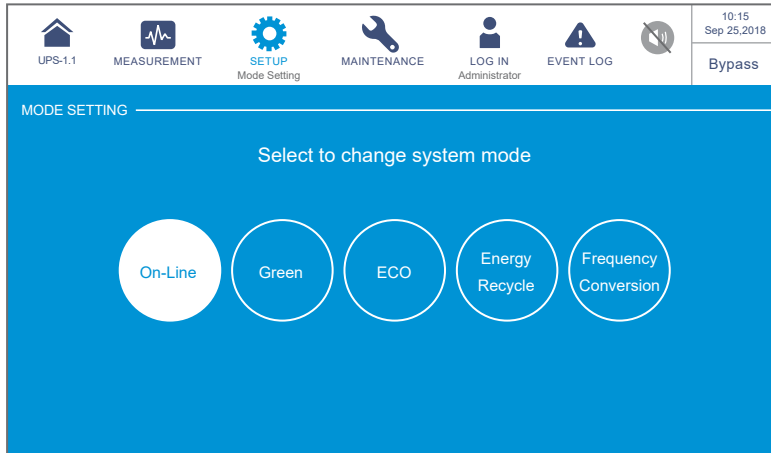 UPS-1.1
MEASUREMENT
SETUP
Mode Setting
MAINTENANCE
LOG IN
Administrator
EVENT LOG
10:15
Sep 25,2018
Bypass
MODE SETTING
Select to change system mode
On-Line
Green
ECO
Energy
Recycle
Frequency
Conversion